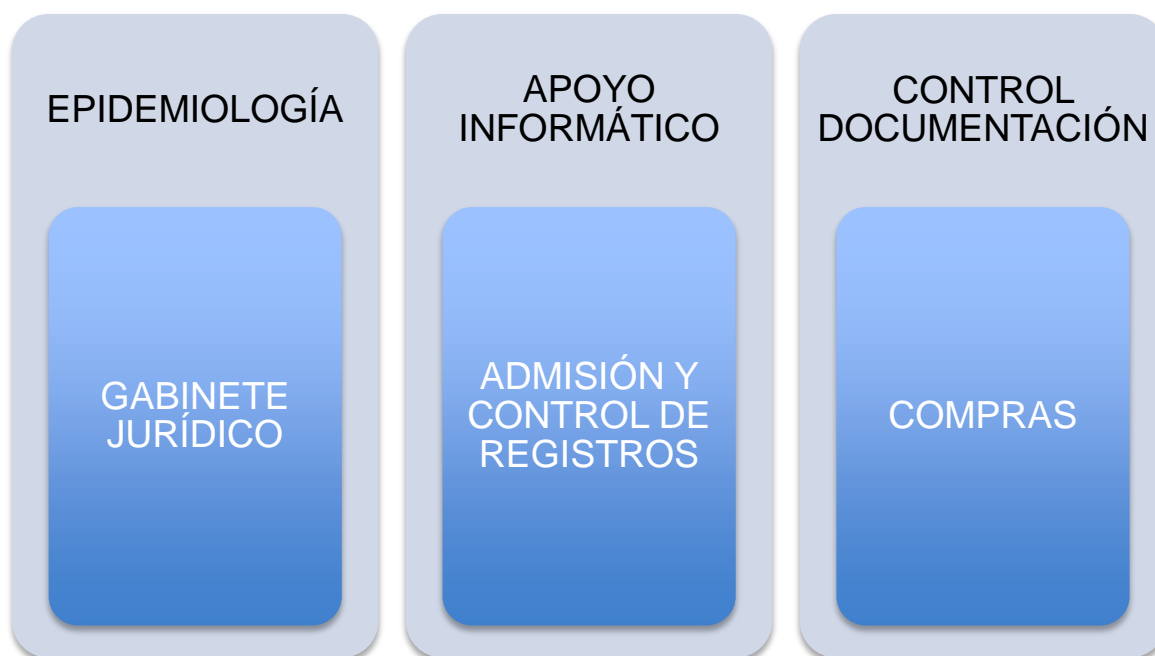 EPIDEMIOLOGÍA
GABINETE
JURÍDICO
APOYO
INFORMÁTICO
ADMISIÓN Y
CONTROL DE
REGISTROS
CONTROL
DOCUMENTACIÓN
COMPRAS